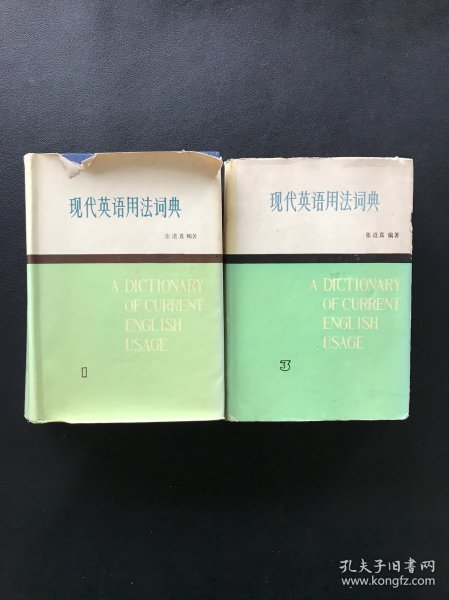 现代英语用法词典
张道真 编著
A DICTIONARY
OF CURRENT
ENGLISH
USAGE
1
现代英语用法词典
张道真 编著
A DICTIONARY
OF CURRENT
ENGLISH
USAGE
3
孔夫子旧书网
www.kongfz.com